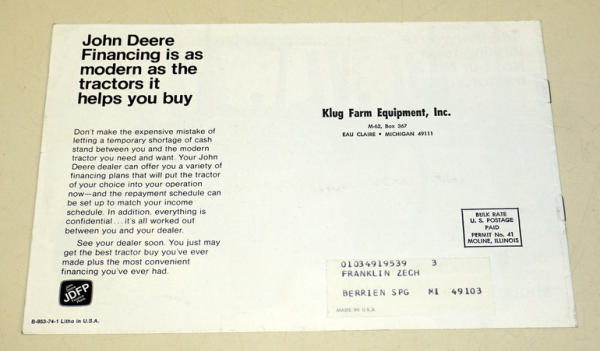 John Deere
Financing is as
modern as the
tractors it
helps you buy
Don't make the expensive mistake of
letting a temporary shortage of cash
stand between you and the modern
tractor you need and want. Your John
Deere dealer can offer you a variety of
financing plans that will put the tractor
of your choice into your operation
now—and the repayment schedule can
be set up to match your income
schedule. In addition, everything is
confidential...it's all worked out
between you and your dealer.
See your dealer soon. You just may
get the best tractor buy you've ever
made plus the most convenient
financing you've ever had.
JDFP
B-953-74-1 Litho in U.S.A.
Klug Farm Equipment, Inc.
M-62, Box 367
EAU CLAIRE • MICHIGAN 49111
BULK RATE
U. S. POSTAGE
PAID
PERMIT No. 41
MOLINE, ILLINOIS
01034919539 3
FRANKLIN ZECH
BERRIEN SPG MI 49103
MADE IN U.S.A.